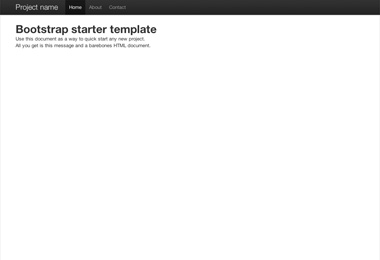 Project name Home About Contact
Bootstrap starter template
Use this document as a way to quick start any new project.
All you get is this message and a barebones HTML document.